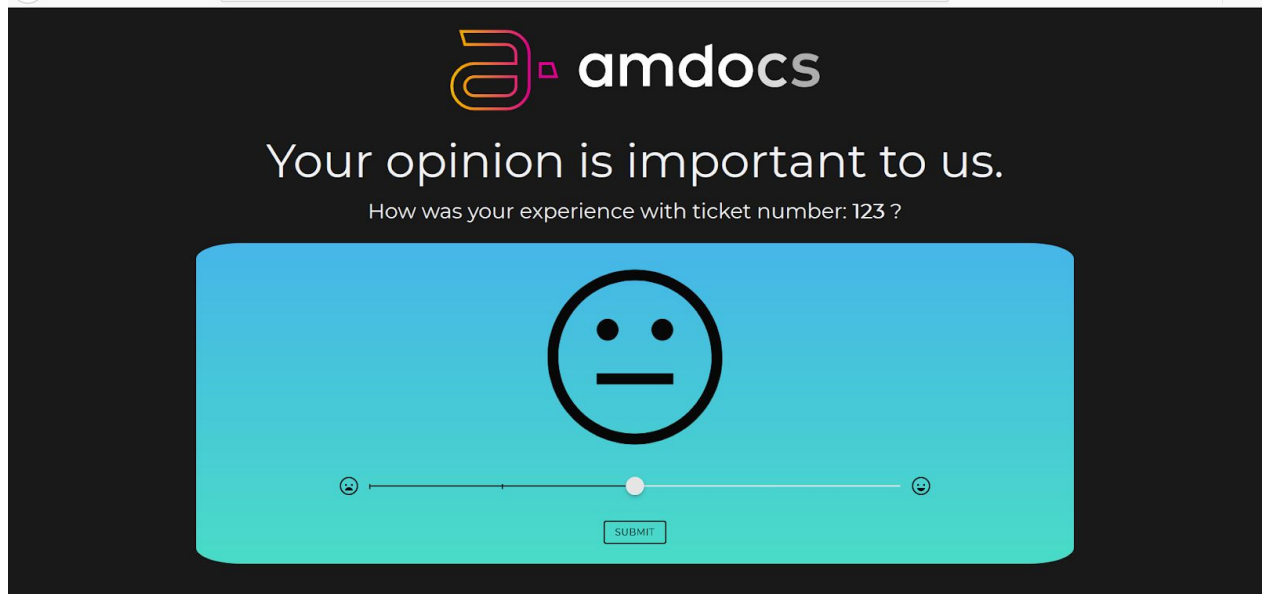 amdocs
Your opinion is important to us.
How was your experience with ticket number: 123 ?
SUBMIT